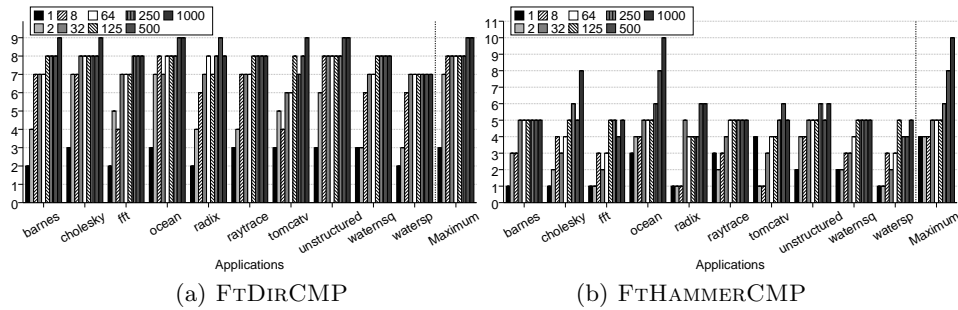 1 8 64 250 1000
2 32 125 500
9
8
7
6
5
4
3
2
1
0
barnes cholesky fft ocean radix raytrace tomcatv unstructured waternsq watersp Maximum
Applications
(a) FTDIRCMP
1 8 64 250 1000
2 32 125 500
11
10
9
8
7
6
5
4
3
2
1
0
barnes cholesky fft ocean radix raytrace tomcatv unstructured waternsq watersp Maximum
Applications
(b) FTHAMMERCMP